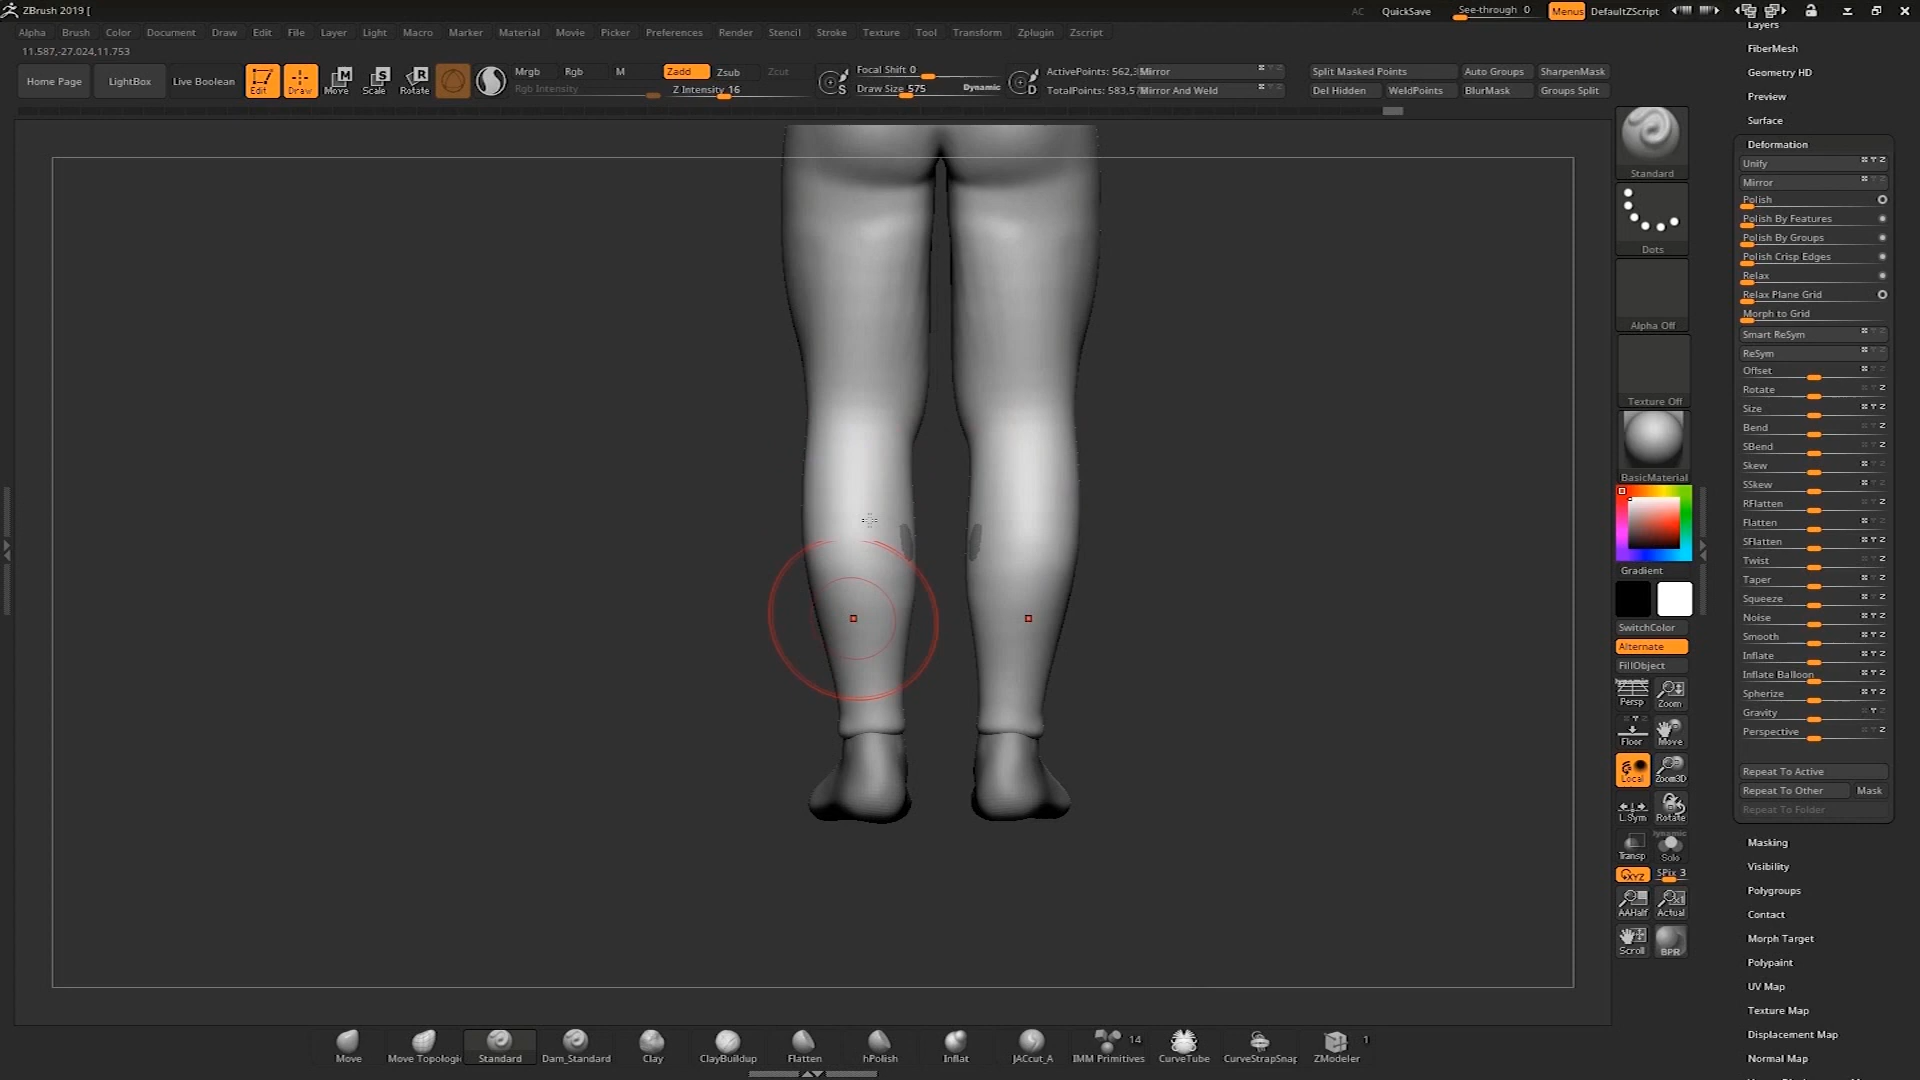 ZBrush 2019 [
AC QuickSave See-through 0 Menus DefaultZScript
Alpha Brush Color Document Draw Edit File Layer Light Macro Marker Material Movie Picker Preferences Render Stencil Stroke Texture Tool Transform Zplugin Zscript
11.587,-27.024,11.753
Home Page LightBox Live Boolean Edit Draw Move Scale Rotate
Mrgb Rgb M Zadd Zsub Zcut
Rgb Intensity Z Intensity 16
Focal Shift 0
Draw Size 575 Dynamic
ActivePoints: 562,3 Mirror
TotalPoints: 583,57 Mirror And Weld
Split Masked Points Auto Groups SharpenMask
Del Hidden WeldPoints BlurMask Groups Split
Standard
Dots
Alpha Off
Texture Off
BasicMaterial
Gradient
SwitchColor
Alternate
FillObject
Dynamic
Persp Zoom
Floor Move
Local Zoom3D
L.Sym Rotate
Dynamic
Transp Solo
XYZ SPix 3
AAHalf Actual
Scroll BPR
Layers
FiberMesh
Geometry HD
Preview
Surface
Deformation
Unify
Mirror
Polish
Polish By Features
Polish By Groups
Polish Crisp Edges
Relax
Relax Plane Grid
Morph to Grid
Smart ReSym
ReSym
Offset
Rotate
Size
Bend
SBend
Skew
SSkew
RFlatten
Flatten
SFlatten
Twist
Taper
Squeeze
Noise
Smooth
Inflate
Inflate Balloon
Spherize
Gravity
Perspective
Repeat To Active
Repeat To Other Mask
Repeat To Folder
Masking
Visibility
Polygroups
Contact
Morph Target
Polypaint
UV Map
Texture Map
Displacement Map
Normal Map
14 1
Move Move Topologi Standard Dam_Standard Clay ClayBuildup Flatten hPolish Inflat JACcut_A IMM Primitives CurveTube CurveStrapSnap ZModeler